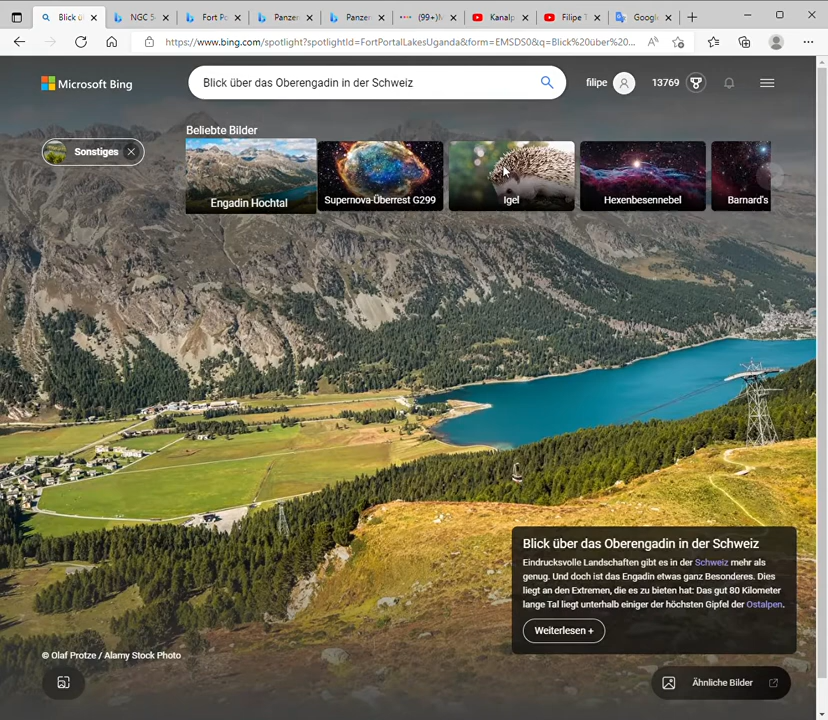 Blick ü
NGC 5
Fort Po
Panzer
Panzer
(99+)
Kanalp
Filipe T
Google
https://www.bing.com/spotlight?spotlightId=FortPortalLakesUganda&form=EMSDS0&q=Blick%20über%20...
Microsoft Bing
Blick über das Oberengadin in der Schweiz
filipe
13769
Beliebte Bilder
Sonstiges
Engadin Hochtal
Supernova-Überrest G299
Igel
Hexenbesennebel
Barnard's
Blick über das Oberengadin in der Schweiz
Eindrucksvolle Landschaften gibt es in der Schweiz mehr als
genug. Und doch ist das Engadin etwas ganz Besonderes. Dies
liegt an den Extremen, die es zu bieten hat: Das gut 80 Kilometer
lange Tal liegt unterhalb einiger der höchsten Gipfel der Ostalpen.
Weiterlesen +
© Olaf Protze / Alamy Stock Photo
Ähnliche Bilder